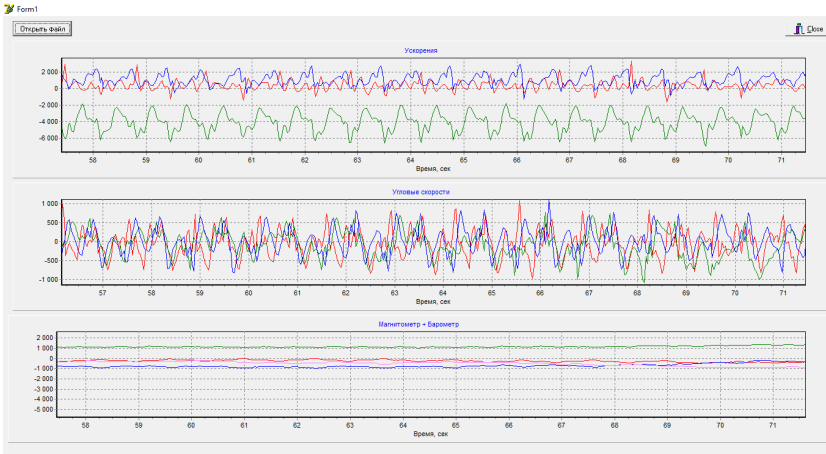 Form1
Открыть файл
Close
Ускорения
2 000
0
-2 000
-4 000
-6 000
58 59 60 61 62 63 64 65 66 67 68 69 70 71
Время, сек
Угловые скорости
1 000
500
0
-500
-1 000
57 58 59 60 61 62 63 64 65 66 67 68 69 70 71
Время, сек
Магнитометр + Барометр
2 000
1 000
0
-1 000
-2 000
-3 000
-4 000
-5 000
58 59 60 61 62 63 64 65 66 67 68 69 70 71
Время, сек